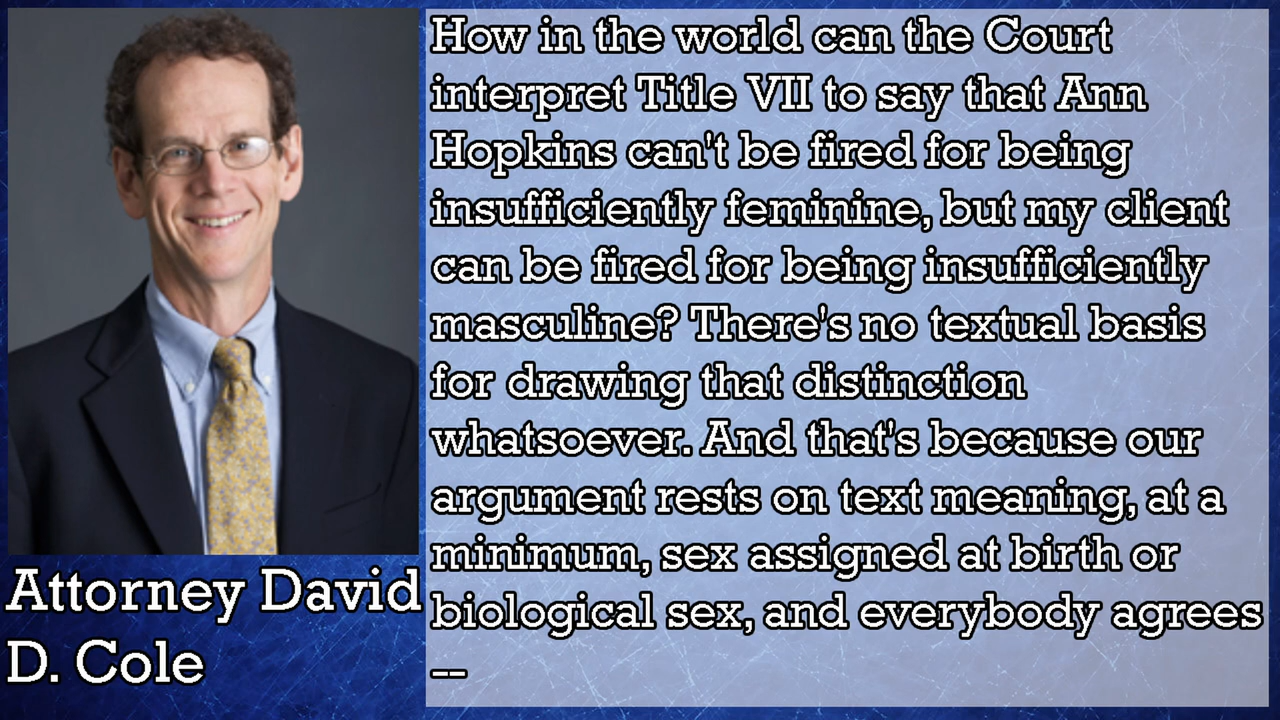 How in the world can the Court
interpret Title VII to say that Ann
Hopkins can't be fired for being
insufficiently feminine, but my client
can be fired for being insufficiently
masculine? There's no textual basis
for drawing that distinction
whatsoever. And that's because our
argument rests on text meaning, at a
minimum, sex assigned at birth or
biological sex, and everybody agrees
--
Attorney David
D. Cole